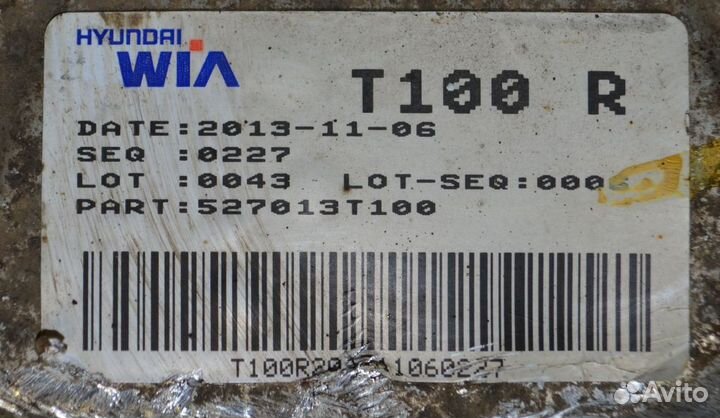 HYUNDAI
WIA
T100 R
DATE:2013-11-06
SEQ :0227
LOT :0043 LOT-SEQ:000
PART:527013T100
Avito